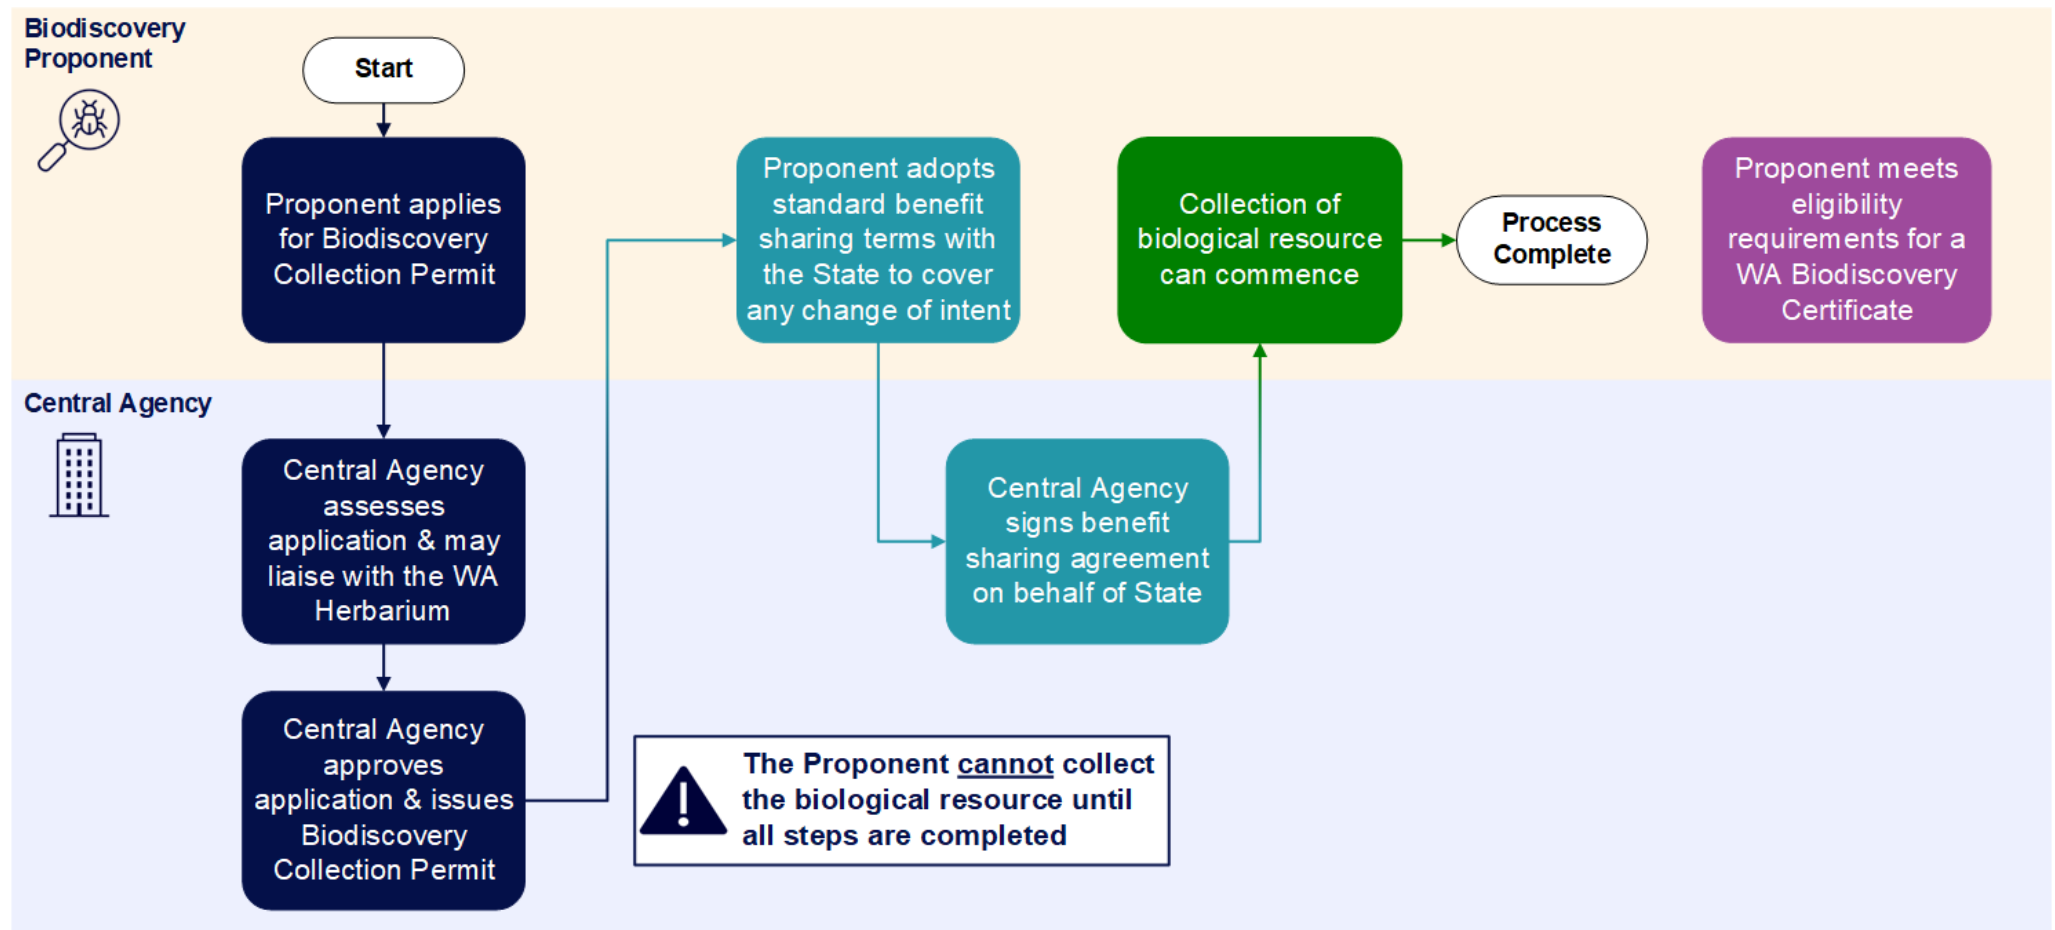 Biodiscovery
Proponent
Start
Proponent applies
for Biodiscovery
Collection Permit
Proponent adopts
standard benefit
sharing terms with
the State to cover
any change of intent
Collection of
biological resource
can commence
Process
Complete
Proponent meets
eligibility
requirements for a
WA Biodiscovery
Certificate
Central Agency
Central Agency
assesses
application & may
liaise with the WA
Herbarium
Central Agency
signs benefit
sharing agreement
on behalf of State
Central Agency
approves
application & issues
Biodiscovery
Collection Permit
The Proponent cannot collect
the biological resource until
all steps are completed